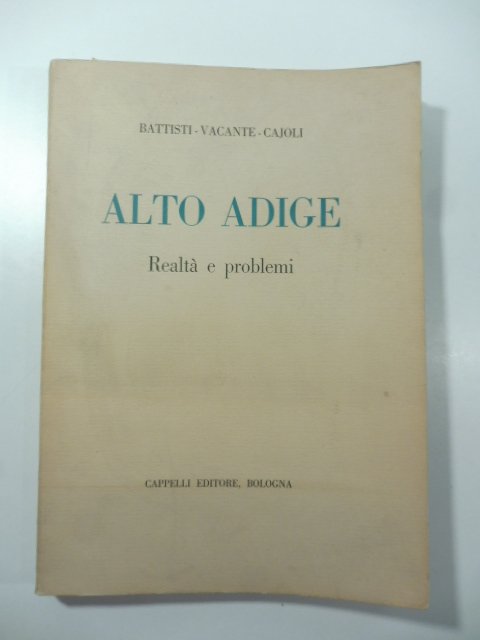 BATTISTI - VACANTE - CAJOLI
ALTO ADIGE
Realtà e problemi
CAPPELLI EDITORE, BOLOGNA